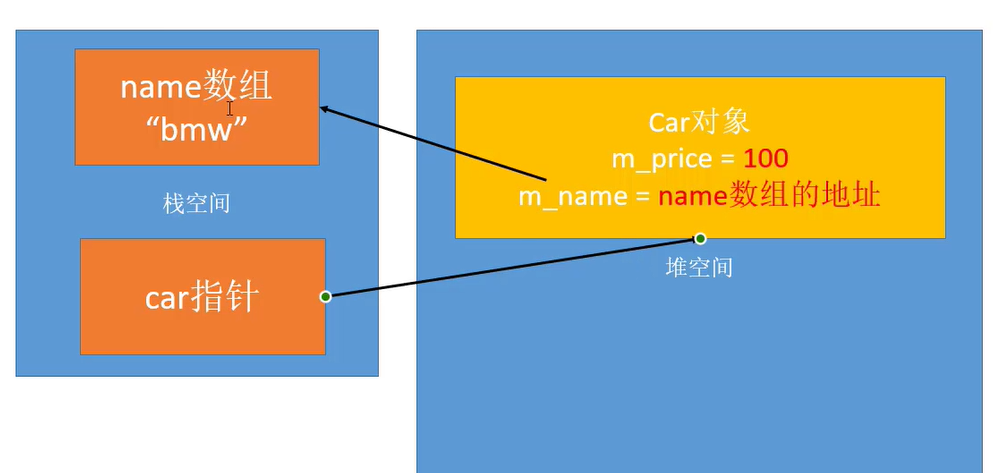 name数组
“bmw”
栈空间
car指针
Car对象
m_price = 100
m_name = name数组的地址
堆空间